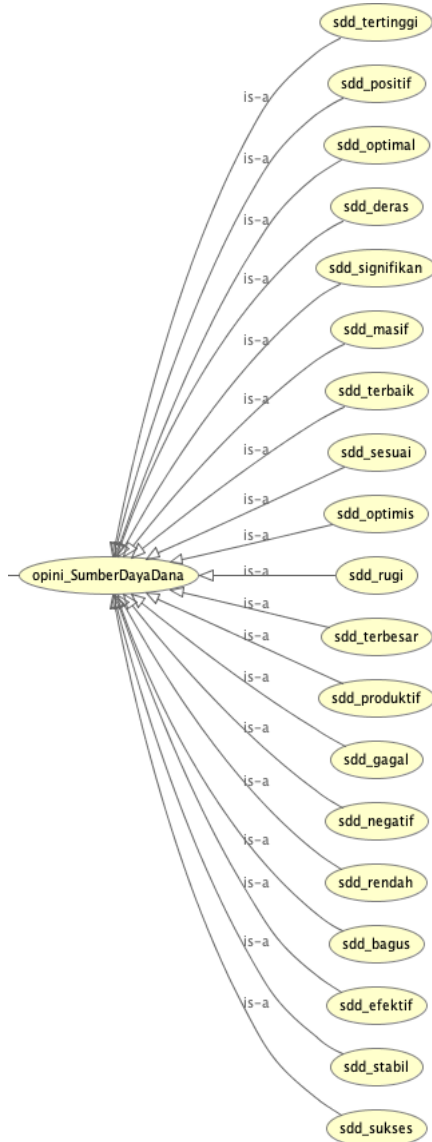 sdd_tertinggi
is-a
sdd_positif
is-a
sdd_optimal
is-a
sdd_deras
is-a
sdd_signifikan
is-a
sdd_masif
is-a
sdd_terbaik
is-a
sdd_sesuai
is-a
sdd_optimis
is-a
opini_SumberDayaDana
is-a
sdd_rugi
is-a
sdd_terbesar
is-a
sdd_produktif
is-a
sdd_gagal
is-a
sdd_negatif
is-a
sdd_rendah
is-a
sdd_bagus
is-a
sdd_efektif
is-a
sdd_stabil
sdd_sukses